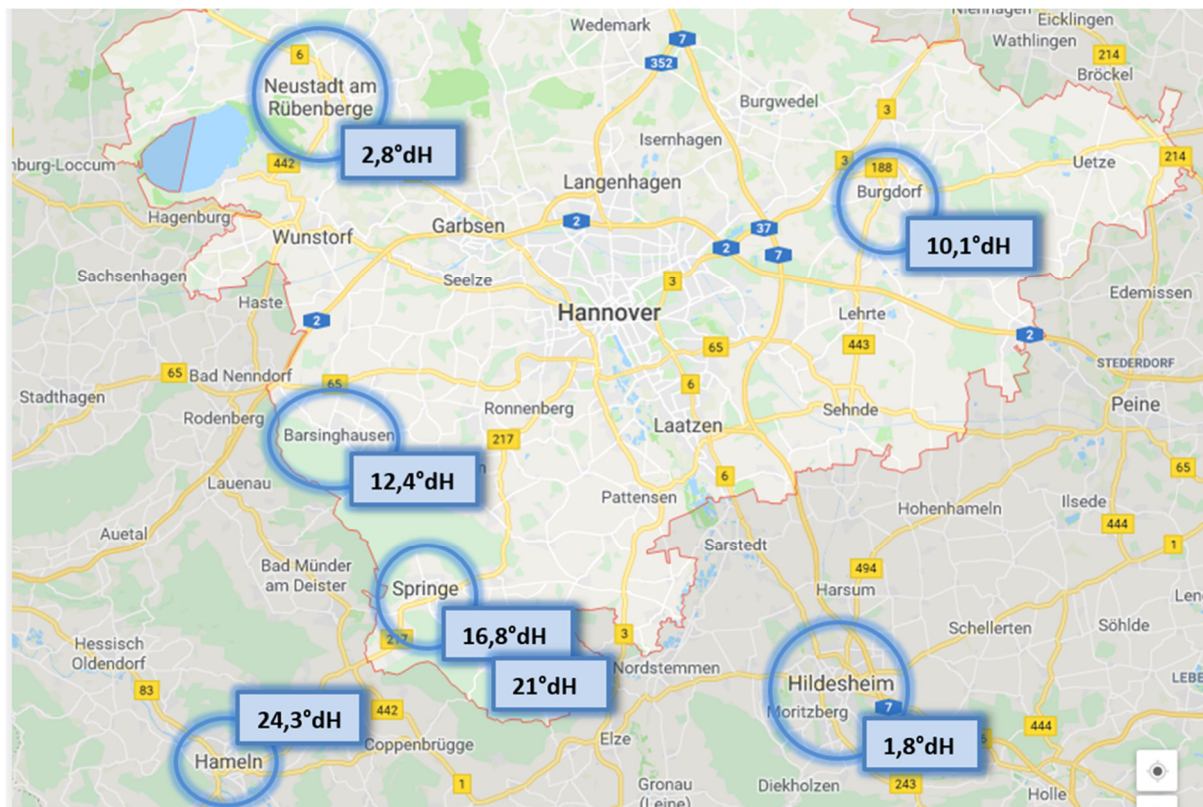 Wedemark
Nienhagen
Eicklingen
Wathlingen
214
Bröckel
7
352
6
Neustadt am
Rübenberge
2,8°dH
Burgwedel
3
Isernhagen
3
188
Burgdorf
10,1°dH
Uetze
214
nburg-Loccum
442
Langenhagen
Hagenburg
Wunstorf
Garbsen
2
37
2
7
Sachsenhagen
Seelze
3
Edemissen
Haste
2
Hannover
Lehrte
443
2
65
STEDERDORF
65
Bad Nenndorf
65
6
Stadthagen
Rodenberg
Ronnenberg
Sehnde
Peine
Barsinghausen
12,4°dH
217
Laatzen
65
Lauenau
6
Pattensen
Hohenhameln
Ilsede
444
Auetal
Sarstedt
1
Bad Münder
am Deister
494
Springe
Harsum
16,8°dH
21°dH
217
3
Schellerten
Söhlde
Hessisch
Oldendorf
Nordstemmen
Hildesheim
Moritzberg
7
1,8°dH
83
24,3°dH
442
444
Hameln
Coppenbrügge
Elze
1
Gronau
(Leine)
Diekholzen
243
Holle